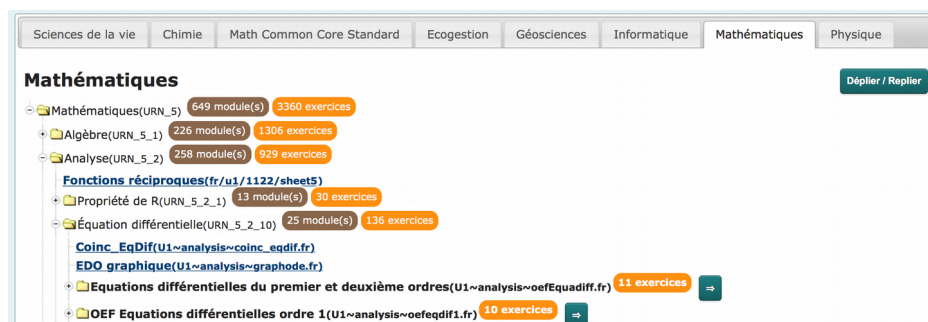 Sciences de la vie Chimie Math Common Core Standard Ecogestion Géosciences Informatique Mathématiques Physique
Mathématiques Déplier / Replier
Mathématiques(URN_5) 649 module(s) 3360 exercices
Algèbre(URN_5_1) 226 module(s) 1306 exercices
Analyse(URN_5_2) 258 module(s) 929 exercices
Fonctions réciproques(fr/u1/1122/sheet5)
Propriété de R(URN_5_2_1) 13 module(s) 30 exercices
Équation différentielle(URN_5_2_10) 25 module(s) 136 exercices
Coinc_EqDif(U1~analysis~coinc_eqdif.fr)
EDO graphique(U1~analysis~graphode.fr)
Equations différentielles du premier et deuxième ordres(U1~analysis~oefEquadiff.fr) 11 exercices ⇒
OEF Equations différentielles ordre 1(U1~analysis~oefeqdif1.fr) 10 exercices ⇒